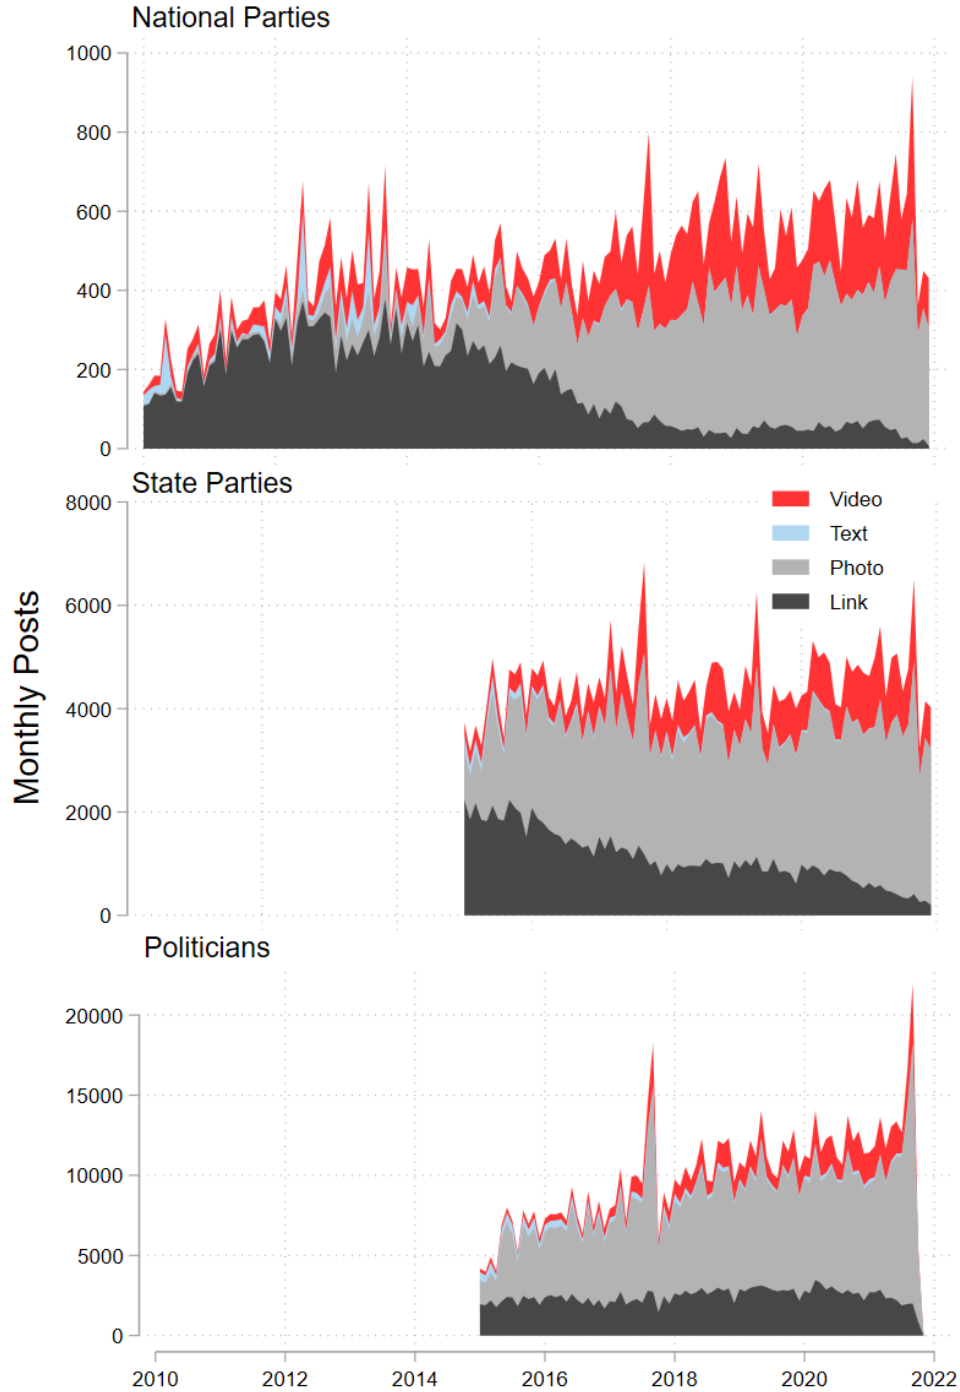 National Parties
1000
800
600
400
200
0
State Parties
8000
6000
4000
2000
0
Video
Text
Photo
Link
Monthly Posts
Politicians
20000
15000
10000
5000
0
2010 2012 2014 2016 2018 2020 2022